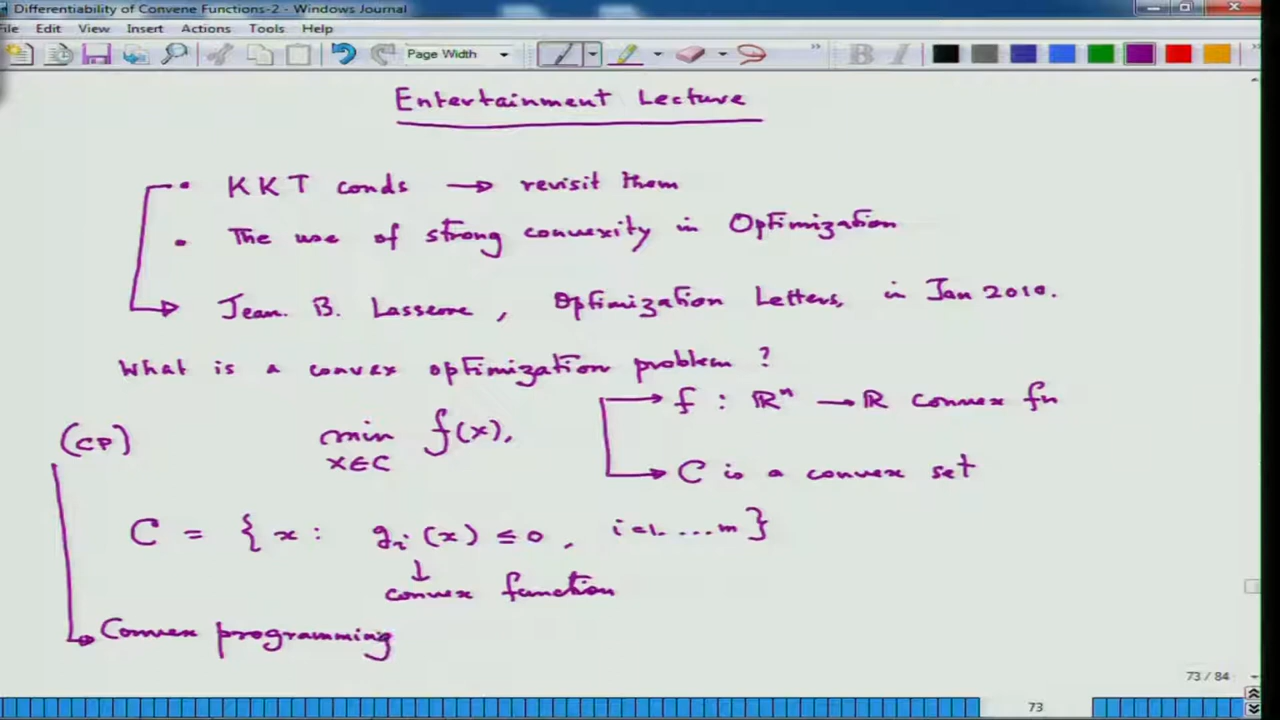 Differentiability of Convene Functions-2 - Windows Journal
File Edit View Insert Actions Tools Help
Page Width
Entertainment Lecture
• KKT conds → revisit them
• The use of strong convexity in Optimization
Jean. B. Lasserre, Optimization Letters, in Jan 2010.
What is a convex optimization problem?
f : ℝⁿ → ℝ convex fn
(CP) min f(x),
x∈C
C is a convex set
C = { x : gᵢ(x) ≤ 0, i=1....m }
↓
convex function
Convex programming
73 / 84
73